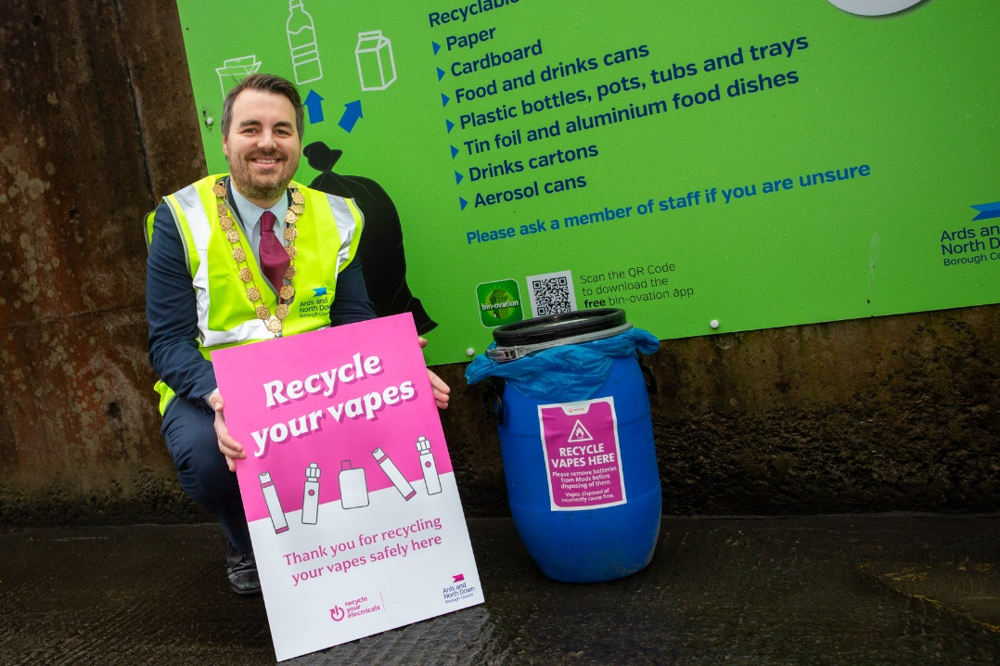 Recyclable
Paper
Cardboard
Food and drinks cans
Plastic bottles, pots, tubs and trays
Tin foil and aluminium food dishes
Drinks cartons
Aerosol cans
Please ask a member of staff if you are unsure
Ards an
North D
Borough Co
bin-ovation
Scan the QR Code
to download the
free bin-ovation app
Ards and
North Down
Borough Council
Recycle
your vapes
Thank you for recycling
your vapes safely here
recycle
your
electricals
Ards and
North Down
Borough Council
RECYCLE
VAPES HERE
Please remove batteries
from Mods before
disposing of them.
Vapes disposed of
incorrectly cause fires.